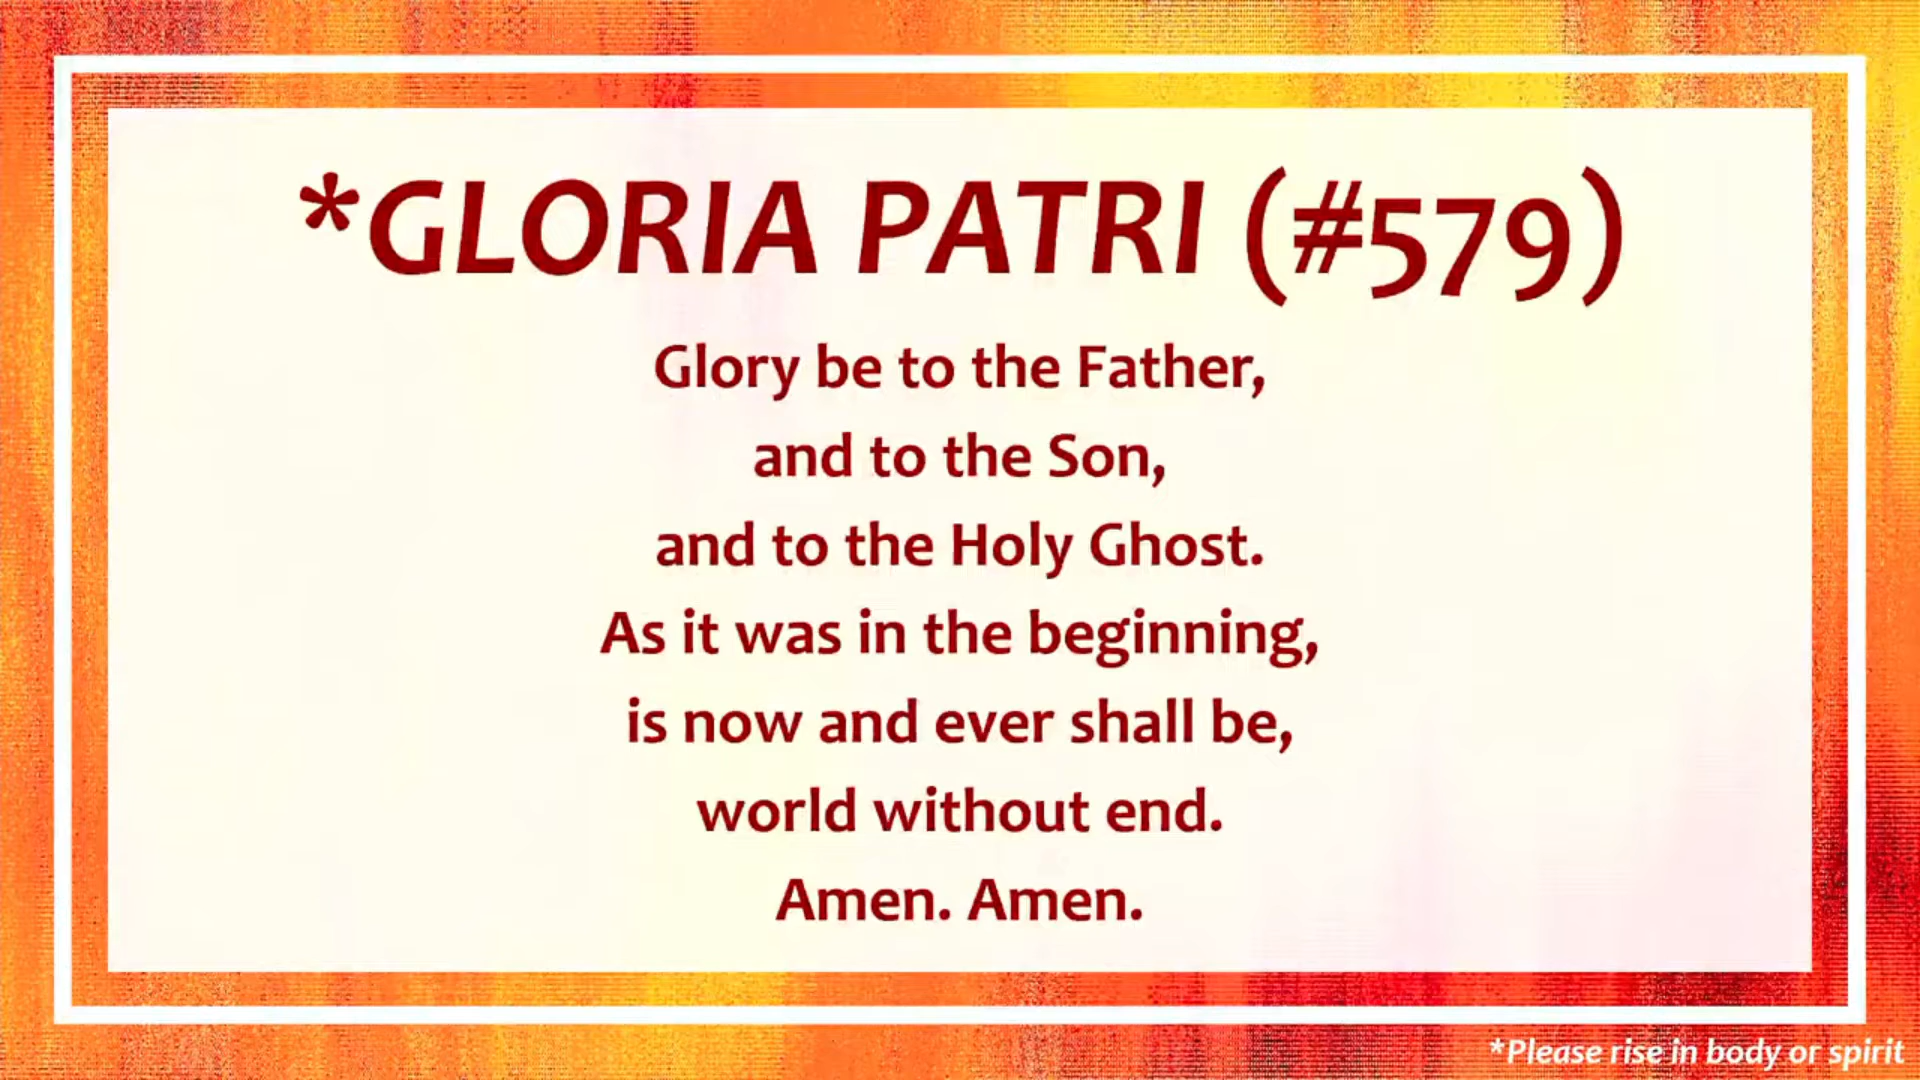 *GLORIA PATRI (#579)
Glory be to the Father,
and to the Son,
and to the Holy Ghost.
As it was in the beginning,
is now and ever shall be,
world without end.
Amen. Amen.
*Please rise in body or spirit